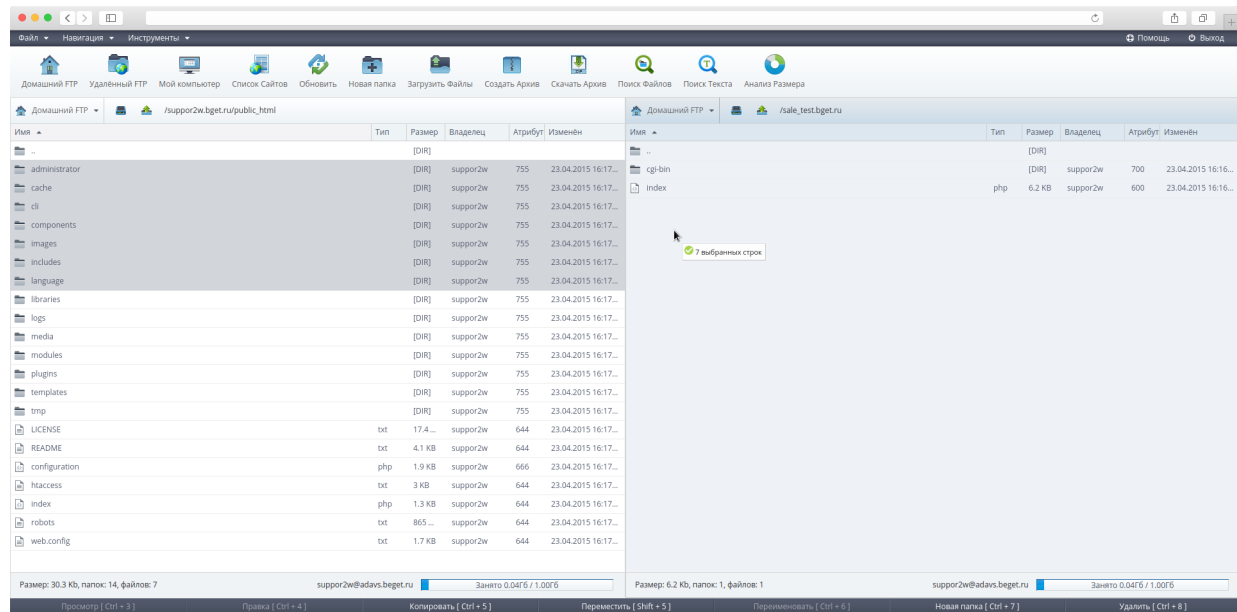 Файл Навигация Инструменты Помощь Выход
Домашний FTP Удалённый FTP Мой компьютер Список Сайтов Обновить Новая папка Загрузить Файлы Создать Архив Скачать Архив Поиск Файлов Поиск Текста Анализ Размера
Домашний FTP /suppor2w.bget.ru/public_html
Имя Тип Размер Владелец Атрибут Изменён
.. [DIR]
administrator [DIR] suppor2w 755 23.04.2015 16:17...
cache [DIR] suppor2w 755 23.04.2015 16:17...
cli [DIR] suppor2w 755 23.04.2015 16:17...
components [DIR] suppor2w 755 23.04.2015 16:17...
images [DIR] suppor2w 755 23.04.2015 16:17...
includes [DIR] suppor2w 755 23.04.2015 16:17...
language [DIR] suppor2w 755 23.04.2015 16:17...
libraries [DIR] suppor2w 755 23.04.2015 16:17...
logs [DIR] suppor2w 755 23.04.2015 16:17...
media [DIR] suppor2w 755 23.04.2015 16:17...
modules [DIR] suppor2w 755 23.04.2015 16:17...
plugins [DIR] suppor2w 755 23.04.2015 16:17...
templates [DIR] suppor2w 755 23.04.2015 16:17...
tmp [DIR] suppor2w 755 23.04.2015 16:17...
LICENSE txt 17.4... suppor2w 644 23.04.2015 16:17...
README txt 4.1 KB suppor2w 644 23.04.2015 16:17...
configuration php 1.9 KB suppor2w 666 23.04.2015 16:17...
htaccess txt 3 KB suppor2w 644 23.04.2015 16:17...
index php 1.3 KB suppor2w 644 23.04.2015 16:17...
robots txt 865... suppor2w 644 23.04.2015 16:17...
web.config txt 1.7 KB suppor2w 644 23.04.2015 16:17...
Размер: 30.3 Kb, папок: 14, файлов: 7 suppor2w@adavs.beget.ru Занято 0.04Гб / 1.00Гб
Домашний FTP /sale_test.bget.ru
Имя Тип Размер Владелец Атрибут Изменён
.. [DIR]
cgi-bin [DIR] suppor2w 700 23.04.2015 16:16...
index php 6.2 KB suppor2w 600 23.04.2015 16:16...
7 выбранных строк
Размер: 6.2 Kb, папок: 1, файлов: 1 suppor2w@adavs.beget.ru Занято 0.04Гб / 1.00Гб
Просмотр [ Ctrl + 3 ] Правка [ Ctrl + 4 ] Копировать [ Ctrl + 5 ] Переместить [ Shift + 5 ] Переименовать [ Ctrl + 6 ] Новая папка [ Ctrl + 7 ] Удалить [ Ctrl + 8 ]